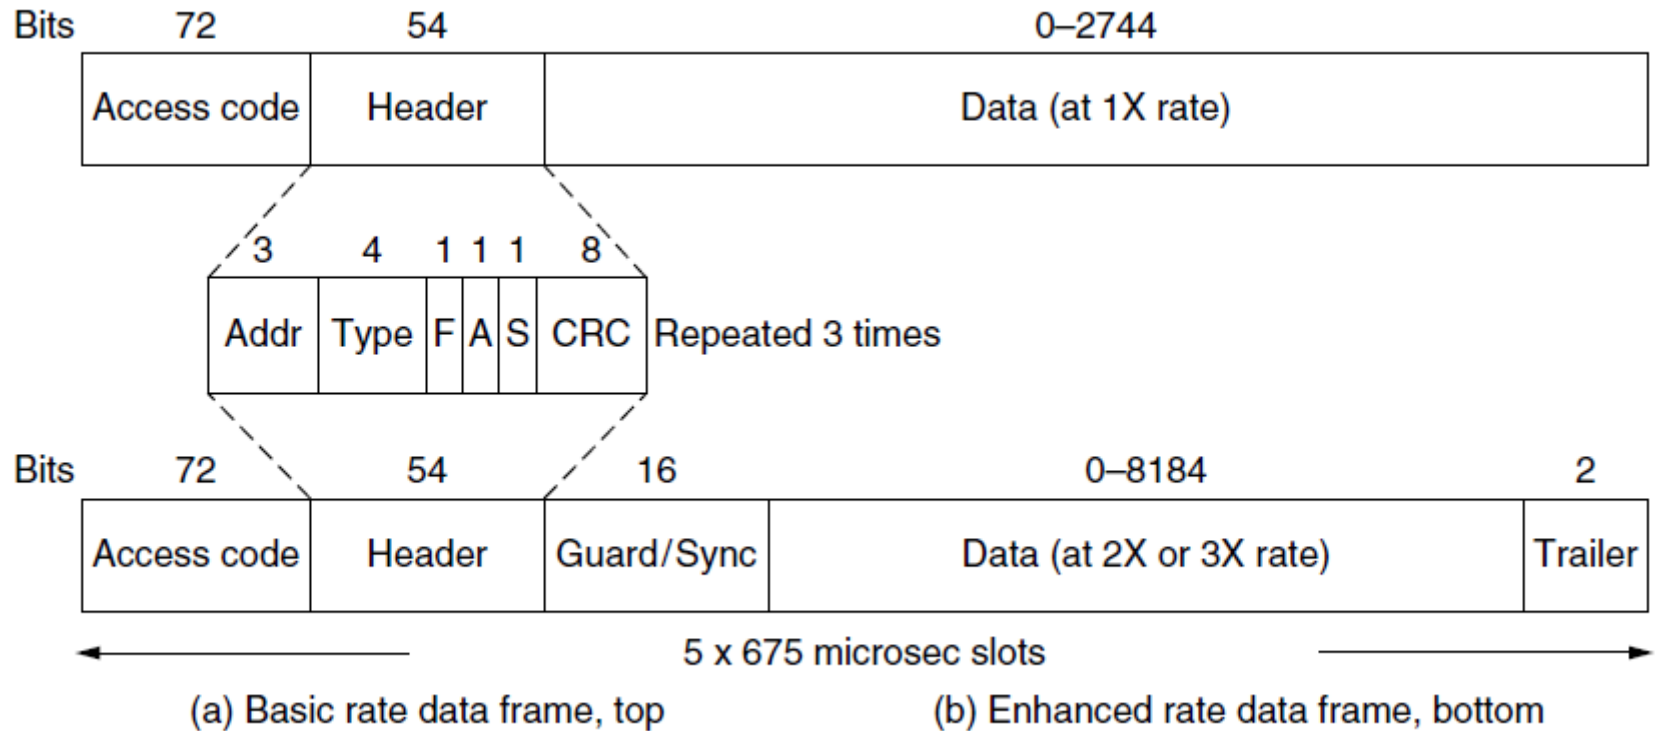 Bits 72 54 0–2744
Access code Header Data (at 1X rate)
3 4 1 1 1 8
Addr Type F A S CRC Repeated 3 times
Bits 72 54 16 0–8184 2
Access code Header Guard/Sync Data (at 2X or 3X rate) Trailer
5 x 675 microsec slots
(a) Basic rate data frame, top (b) Enhanced rate data frame, bottom